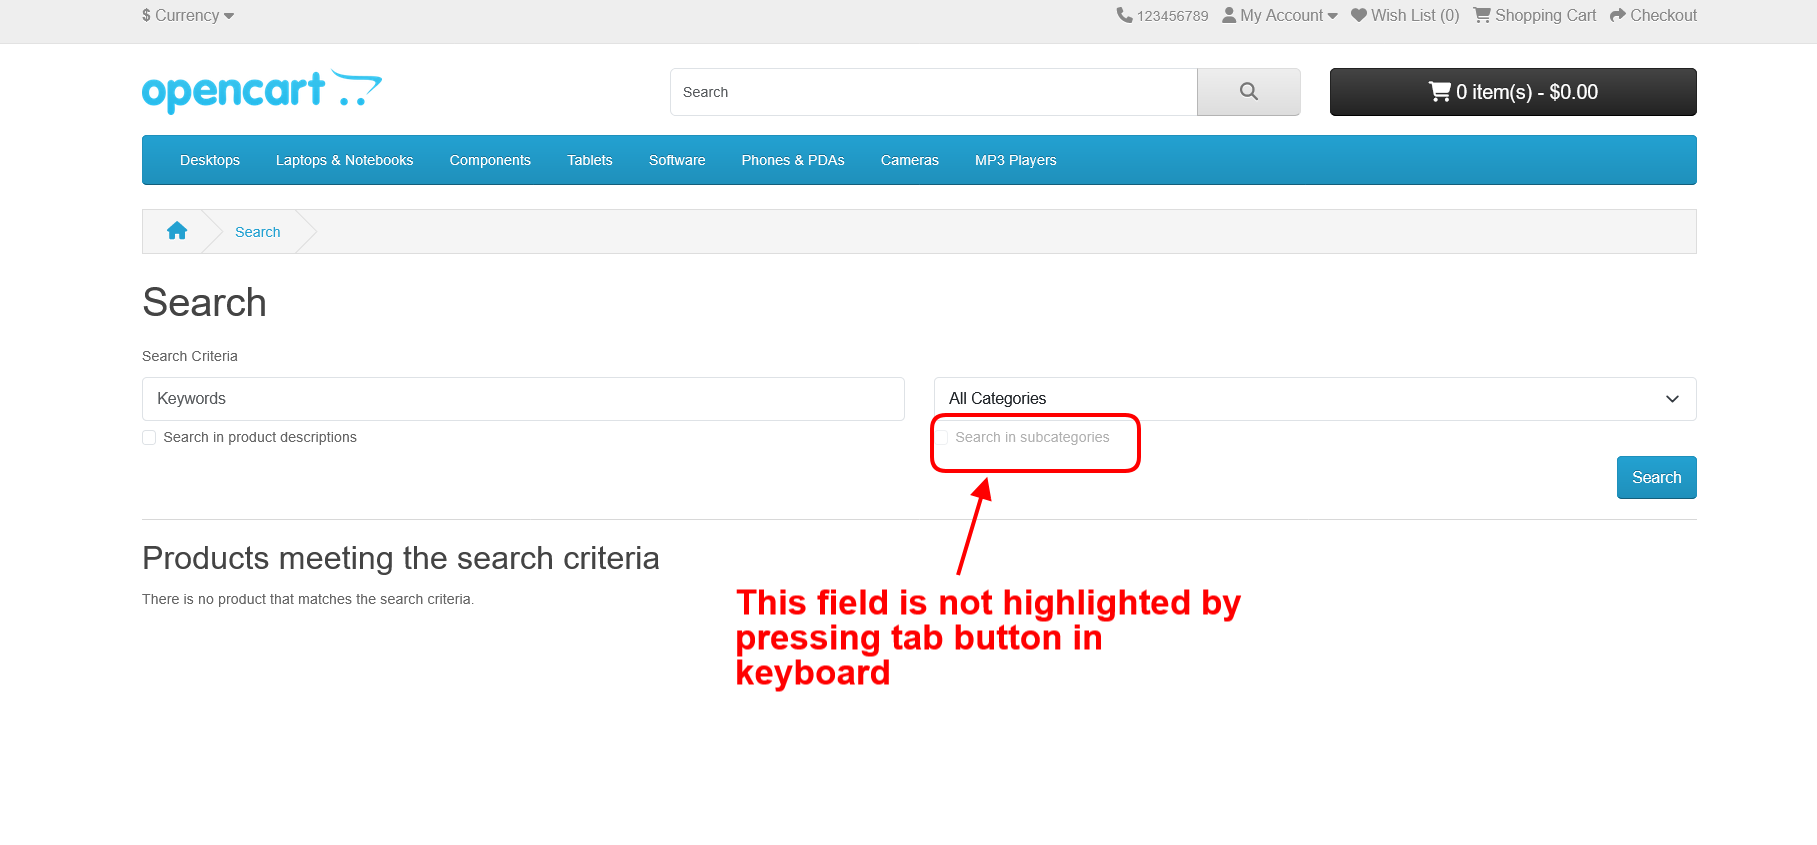 $ Currency
123456789 My Account Wish List (0) Shopping Cart Checkout
opencart
Search
0 item(s) - $0.00
Desktops Laptops & Notebooks Components Tablets Software Phones & PDAs Cameras MP3 Players
Search
Search
Search Criteria
Keywords
All Categories
Search in product descriptions
Search in subcategories
Search
Products meeting the search criteria
There is no product that matches the search criteria.
This field is not highlighted by
pressing tab button in
keyboard